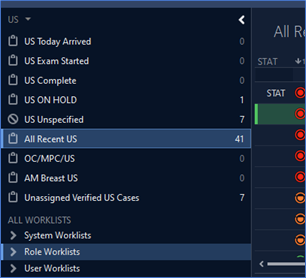 US
US Today Arrived 0
US Exam Started 0
US Complete 0
US ON HOLD 1
US Unspecified 7
All Recent US 41
OC/MPC/US 0
AM Breast US 0
Unassigned Verified US Cases 7
ALL WORKLISTS
System Worklists
Role Worklists
User Worklists
All Re
STAT
STAT